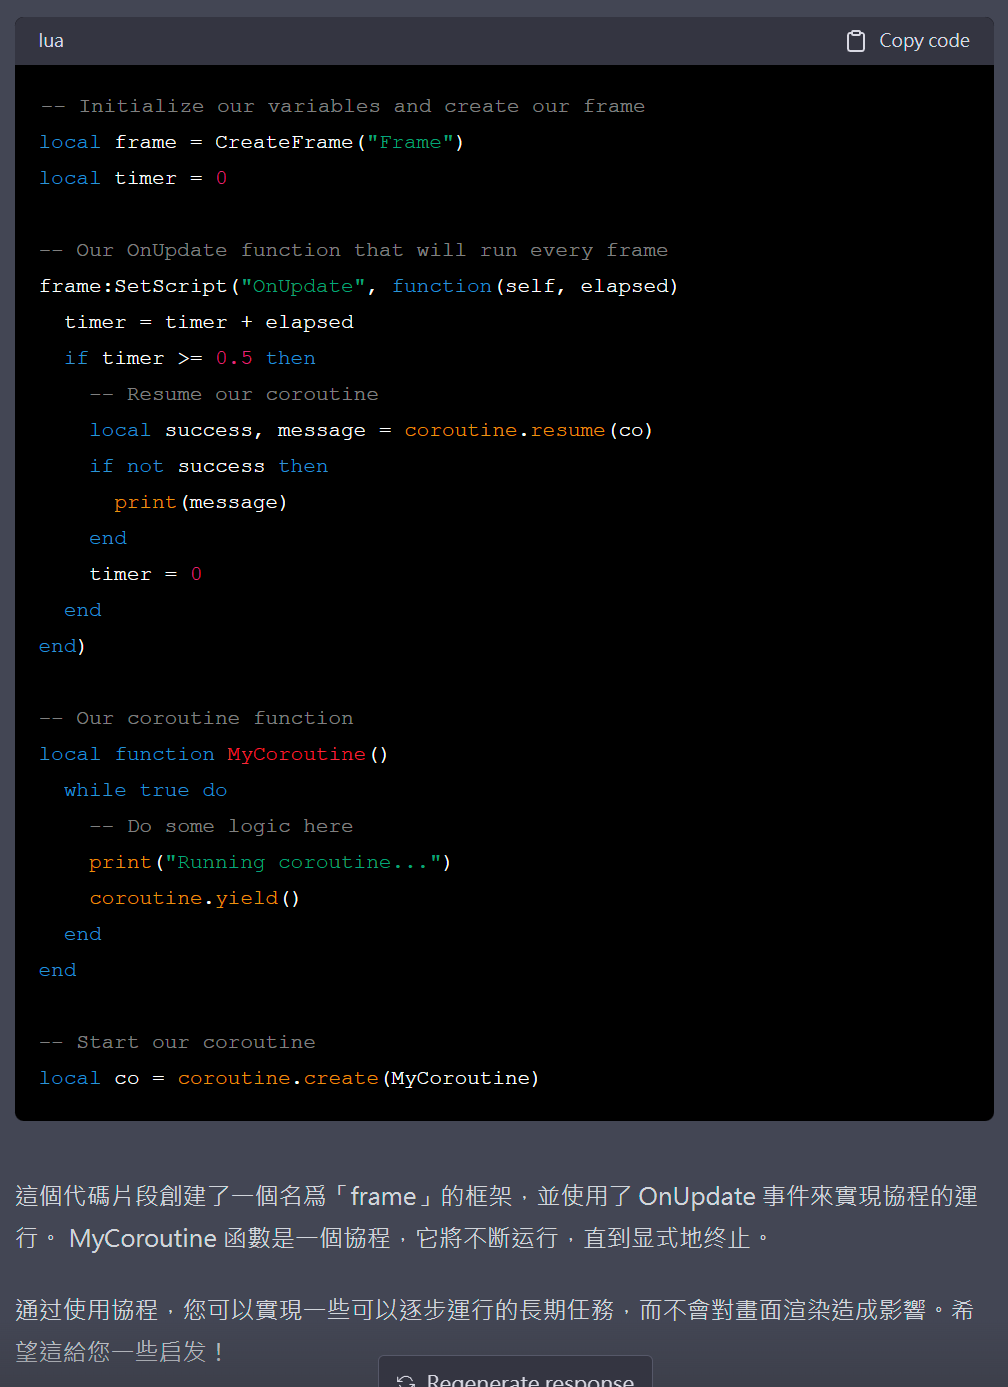 lua
Copy code
-- Initialize our variables and create our frame
local frame = CreateFrame("Frame")
local timer = 0
-- Our OnUpdate function that will run every frame
frame:SetScript("OnUpdate", function(self, elapsed)
timer = timer + elapsed
if timer >= 0.5 then
-- Resume our coroutine
local success, message = coroutine.resume(co)
if not success then
print(message)
end
timer = 0
end
end)
-- Our coroutine function
local function MyCoroutine()
while true do
-- Do some logic here
print("Running coroutine...")
coroutine.yield()
end
end
-- Start our coroutine
local co = coroutine.create(MyCoroutine)
這個代碼片段創建了一個名爲「frame」的框架，並使用了 OnUpdate 事件來實現協程的運
行。 MyCoroutine 函數是一個協程，它將不断运行，直到显式地终止。
通过使用協程，您可以實現一些可以逐步運行的長期任務，而不會對畫面渲染造成影響。希
望這給您一些启发！
Regenerate response